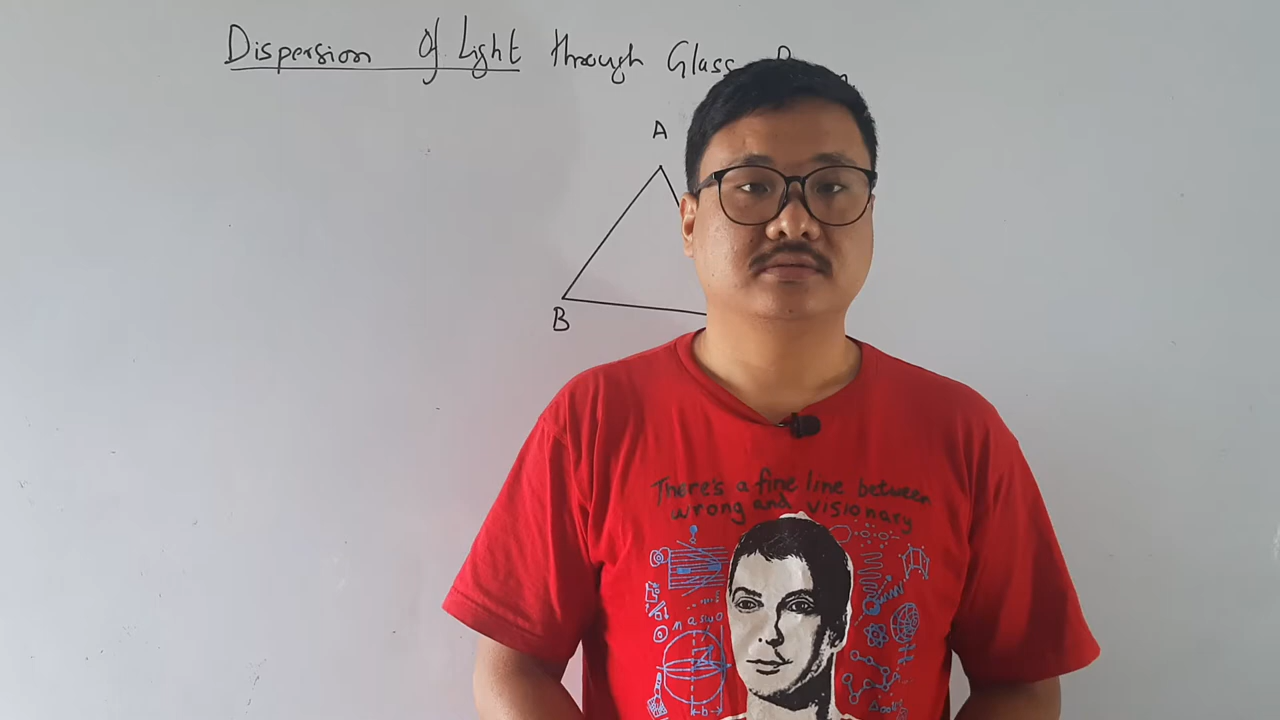 Dispersion of Light through Glass
A
B
There's a fine line between
wrong and visionary
b